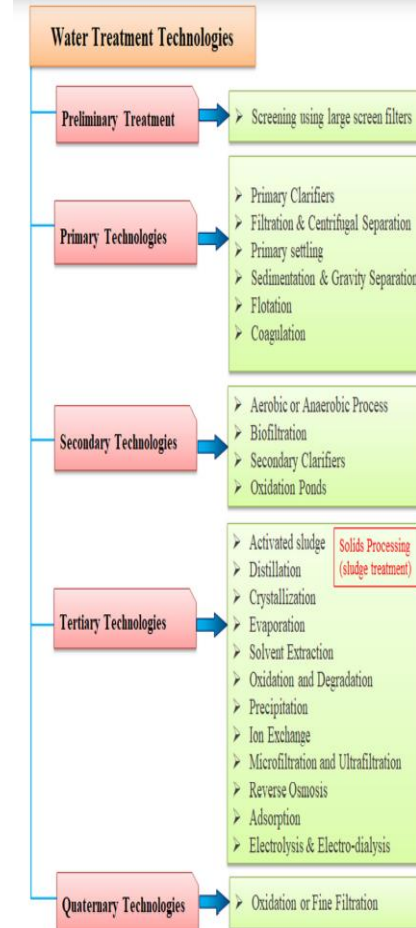 Water Treatment Technologies
Preliminary Treatment
➢ Screening using large screen filters
Primary Technologies
➢ Primary Clarifiers
➢ Filtration & Centrifugal Separation
➢ Primary settling
➢ Sedimentation & Gravity Separation
➢ Flotation
➢ Coagulation
Secondary Technologies
➢ Aerobic or Anaerobic Process
➢ Biofiltration
➢ Secondary Clarifiers
➢ Oxidation Ponds
Tertiary Technologies
➢ Activated sludge
Solids Processing
(sludge treatment)
➢ Distillation
➢ Crystallization
➢ Evaporation
➢ Solvent Extraction
➢ Oxidation and Degradation
➢ Precipitation
➢ Ion Exchange
➢ Microfiltration and Ultrafiltration
➢ Reverse Osmosis
➢ Adsorption
➢ Electrolysis & Electro-dialysis
Quaternary Technologies
➢ Oxidation or Fine Filtration